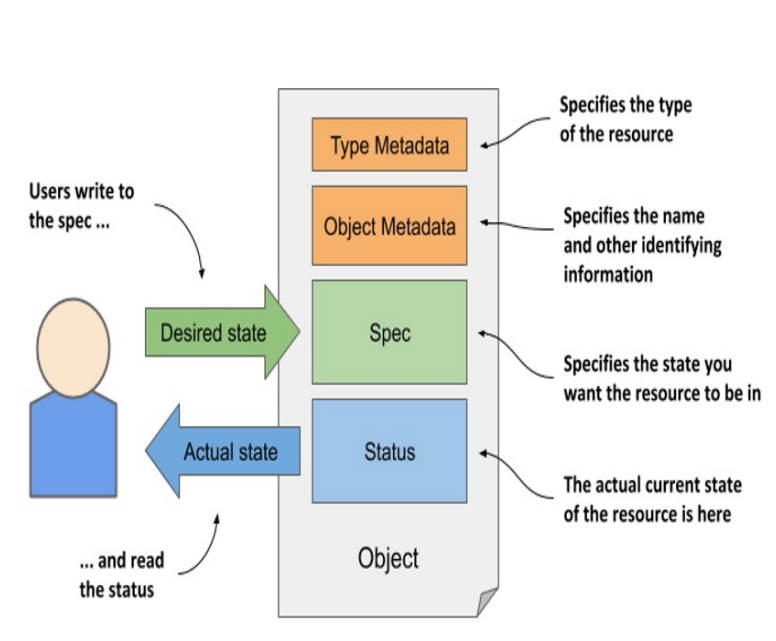 Specifies the type
of the resource
Type Metadata
Users write to
the spec ...
Object Metadata
Specifies the name
and other identifying
information
Desired state
Spec
Specifies the state you
want the resource to be in
Actual state
Status
The actual current state
of the resource is here
... and read
the status
Object